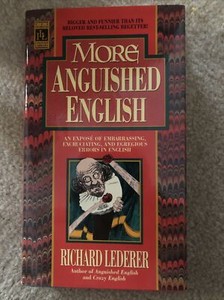 BIGGER AND FUNNIER THAN ITS
BELOVED BESTSELLING BEGETTER!
MORE
ANGUISHED
ENGLISH
AN EXPOSÉ OF EMBARRASSING,
EXCRUCIATING, AND EGREGIOUS
ERRORS IN ENGLISH
RICHARD LEDERER
Author of Anguished English
and Crazy English